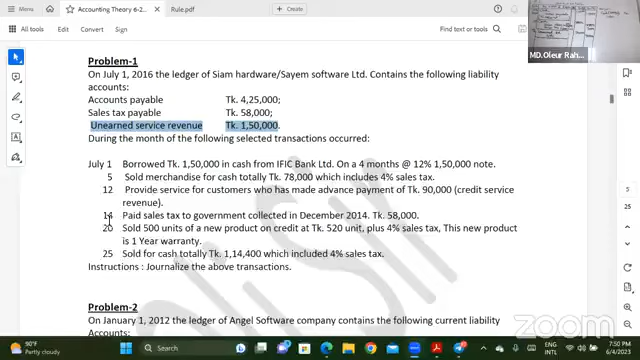 Accounting Theory 6-2...
Rule.pdf
All tools
Edit
Convert
E-Sign
Find text or tools
MD.Oleur Rah...
Problem-1
On July 1, 2016 the ledger of Siam hardware/Sayem software Ltd. Contains the following liability
accounts:
Accounts payable Tk. 4,25,000;
Sales tax payable Tk. 58,000;
Unearned service revenue Tk. 1,50,000.
During the month of the following selected transactions occurred:
July 1 Borrowed Tk. 1,50,000 in cash from IFIC Bank Ltd. On a 4 months @ 12% 1,50,000 note.
5 Sold merchandise for cash totally Tk. 78,000 which includes 4% sales tax.
12 Provide service for customers who has made advance payment of Tk. 90,000 (credit service
revenue).
14 Paid sales tax to government collected in December 2014. Tk. 58,000.
20 Sold 500 units of a new product on credit at Tk. 520 unit, plus 4% sales tax, This new product
is 1 Year warranty.
25 Sold for cash totally Tk. 1,14,400 which included 4% sales tax.
Instructions : Journalize the above transactions.
Problem-2
On January 1, 2012 the ledger of Angel Software company contains the following current liability
Accounts:
5
25
zoom
90°F
Partly cloudy
Search
ENG
INTL
7:50 PM